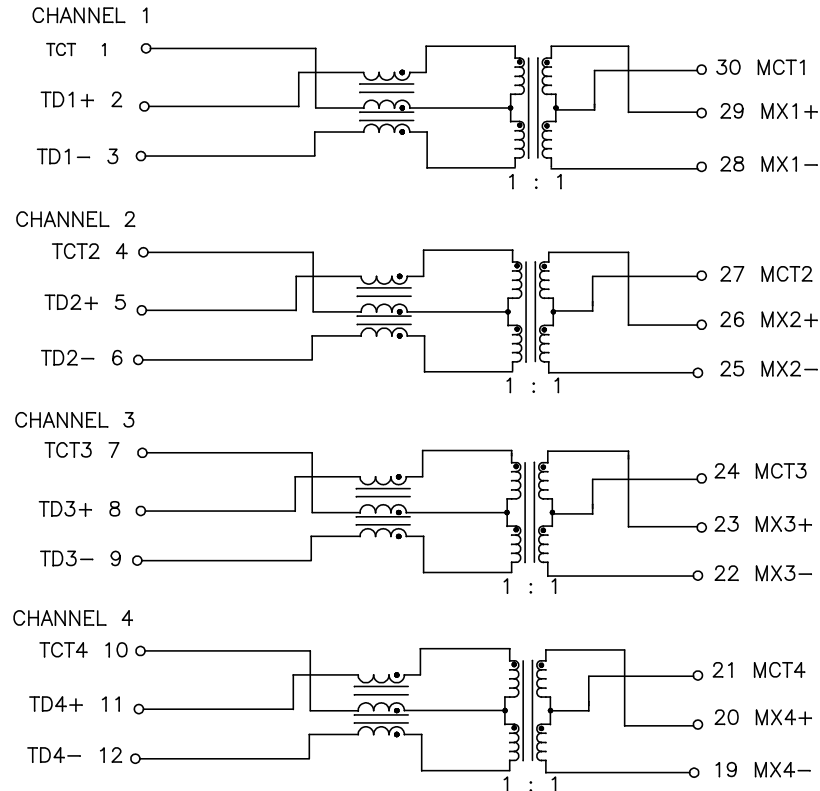 CHANNEL 1
TCT 1
30 MCT1
TD1+ 2
29 MX1+
TD1- 3
28 MX1-
1 : 1
CHANNEL 2
TCT2 4
27 MCT2
TD2+ 5
26 MX2+
TD2- 6
25 MX2-
1 : 1
CHANNEL 3
TCT3 7
24 MCT3
TD3+ 8
23 MX3+
TD3- 9
22 MX3-
1 : 1
CHANNEL 4
TCT4 10
21 MCT4
TD4+ 11
20 MX4+
TD4- 12
19 MX4-
1 : 1